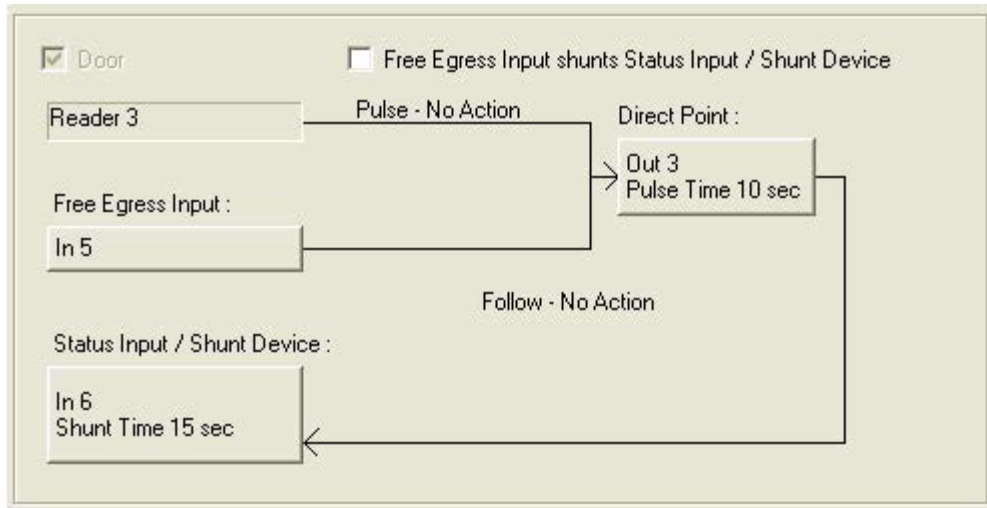 Door
Free Egress Input shunts Status Input / Shunt Device
Reader 3
Pulse - No Action
Direct Point :
Out 3
Pulse Time 10 sec
Free Egress Input :
In 5
Follow - No Action
Status Input / Shunt Device :
In 6
Shunt Time 15 sec